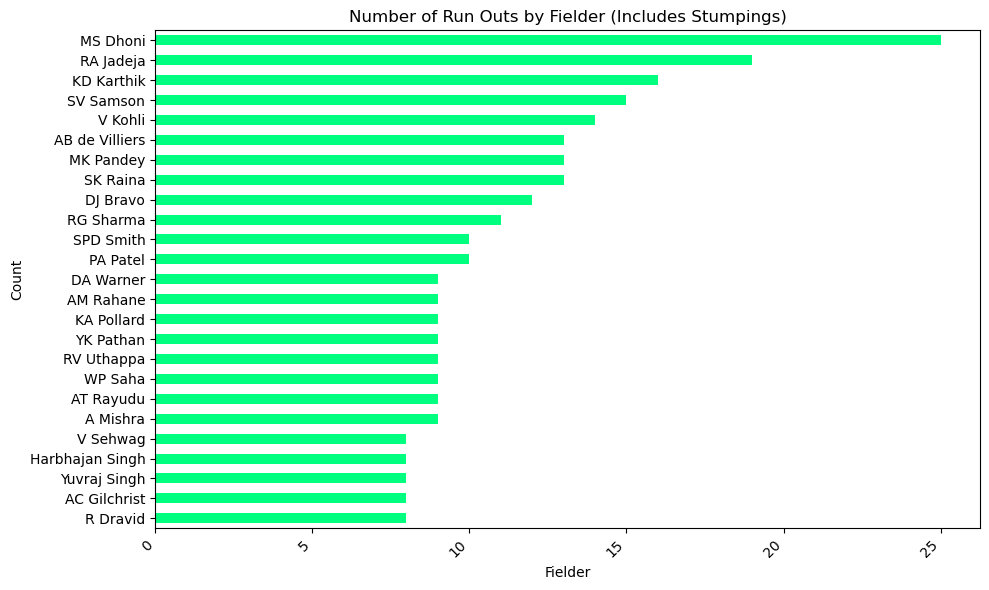 Number of Run Outs by Fielder (Includes Stumpings)
MS Dhoni
RA Jadeja
KD Karthik
SV Samson
V Kohli
AB de Villiers
MK Pandey
SK Raina
DJ Bravo
RG Sharma
SPD Smith
PA Patel
DA Warner
AM Rahane
KA Pollard
YK Pathan
RV Uthappa
WP Saha
AT Rayudu
A Mishra
V Sehwag
Harbhajan Singh
Yuvraj Singh
AC Gilchrist
R Dravid
Count
0 5 10 15 20 25
Fielder